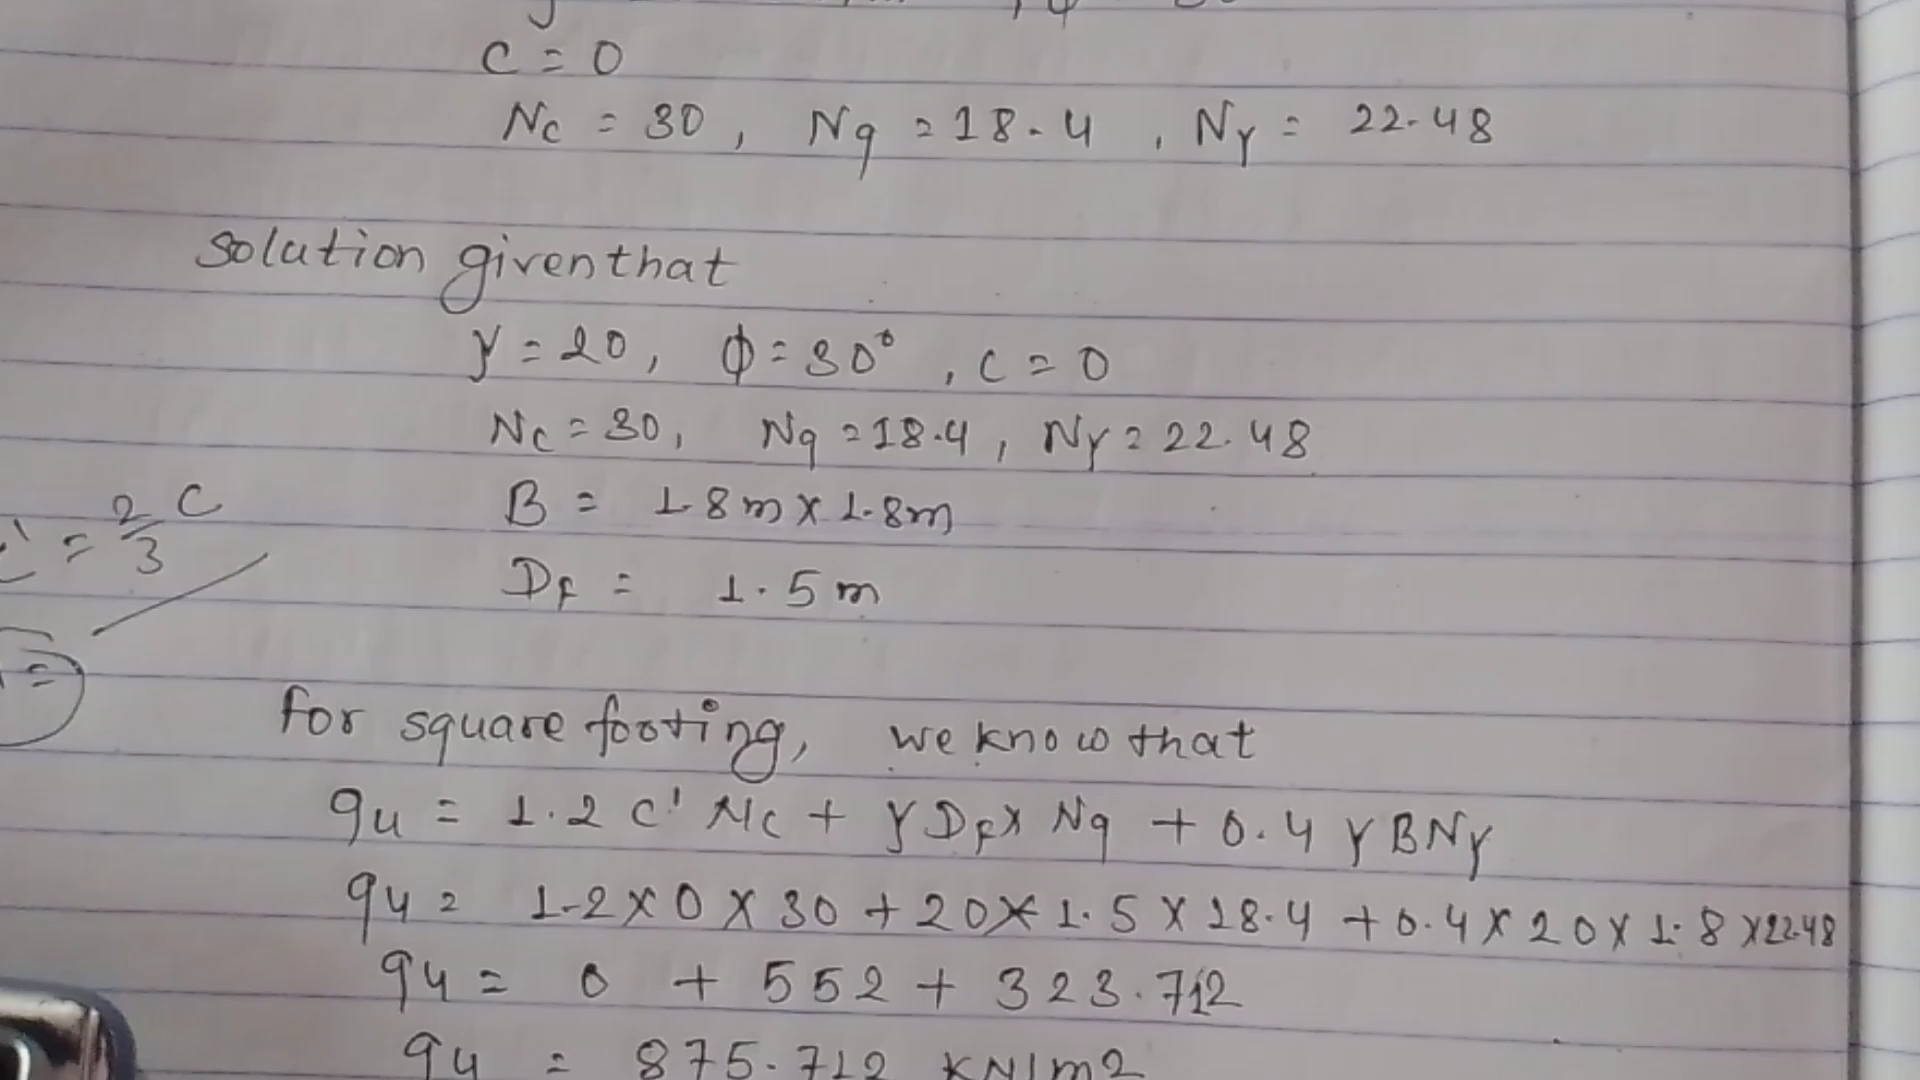 C = 0
Nc = 30, Nq = 18.4, Nγ = 22.48
Solution given that
γ = 20, φ = 30°, C = 0
Nc = 30, Nq = 18.4, Nγ = 22.48
B = 1.8m x 1.8m
= 2/3 C
DF = 1.5m
=
for square footing, we know that
qu = 1.2 c' Nc + γ DF x Nq + 0.4 γ B Nγ
qu = 1.2 x 0 x 30 + 20 x 1.5 x 18.4 + 0.4 x 20 x 1.8 x 22.48
qu = 0 + 552 + 323.712
qu = 875.712 KN/m2